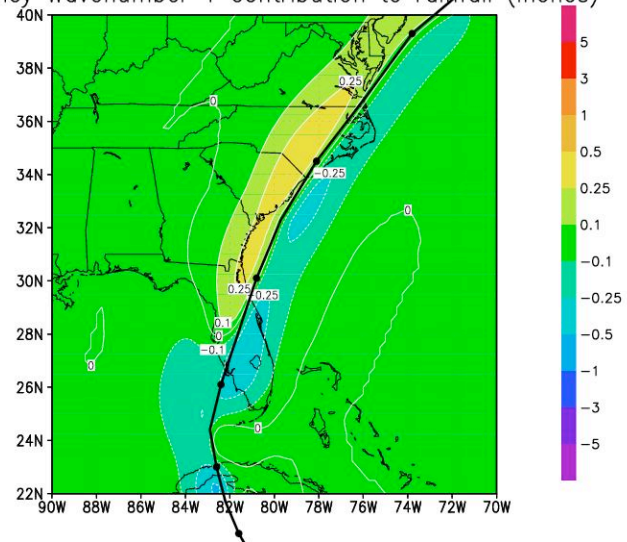 wavenumber 1 contribution to rainfall (inches)
40N
38N
36N
34N
32N
30N
28N
26N
24N
22N
90W 88W 86W 84W 82W 80W 78W 76W 74W 72W 70W
0.25
0
-0.25
0
0.25
-0.25
0.1
0
-0.1
0
0
5
3
1
0.5
0.25
0.1
-0.1
-0.25
-0.5
-1
-3
-5